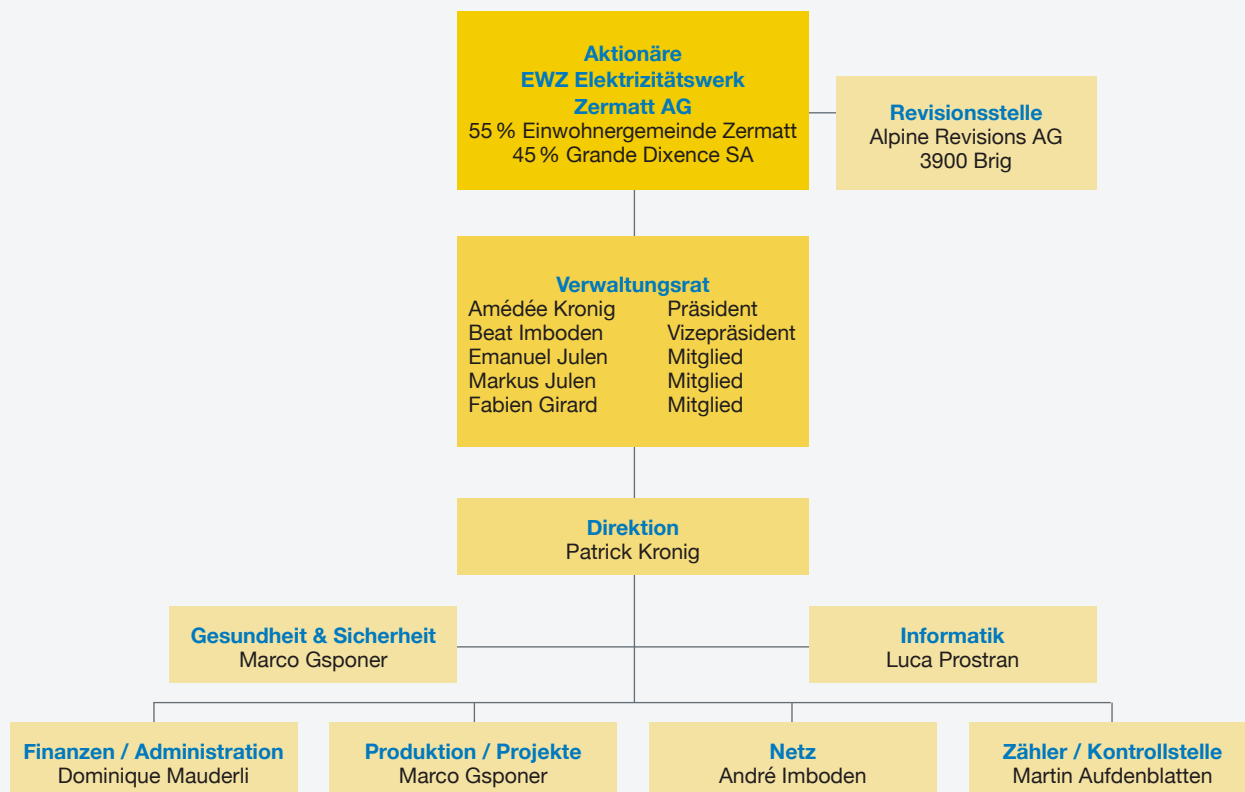 Aktionäre
EWZ Elektrizitätswerk
Zermatt AG
55 % Einwohnergemeinde Zermatt
45 % Grande Dixence SA
Revisionsstelle
Alpine Revisions AG
3900 Brig
Verwaltungsrat
Amédée Kronig Präsident
Beat Imboden Vizepräsident
Emanuel Julen Mitglied
Markus Julen Mitglied
Fabien Girard Mitglied
Direktion
Patrick Kronig
Gesundheit & Sicherheit
Marco Gsponer
Informatik
Luca Prostran
Finanzen / Administration
Dominique Mauderli
Produktion / Projekte
Marco Gsponer
Netz
André Imboden
Zähler / Kontrollstelle
Martin Aufdenblatten